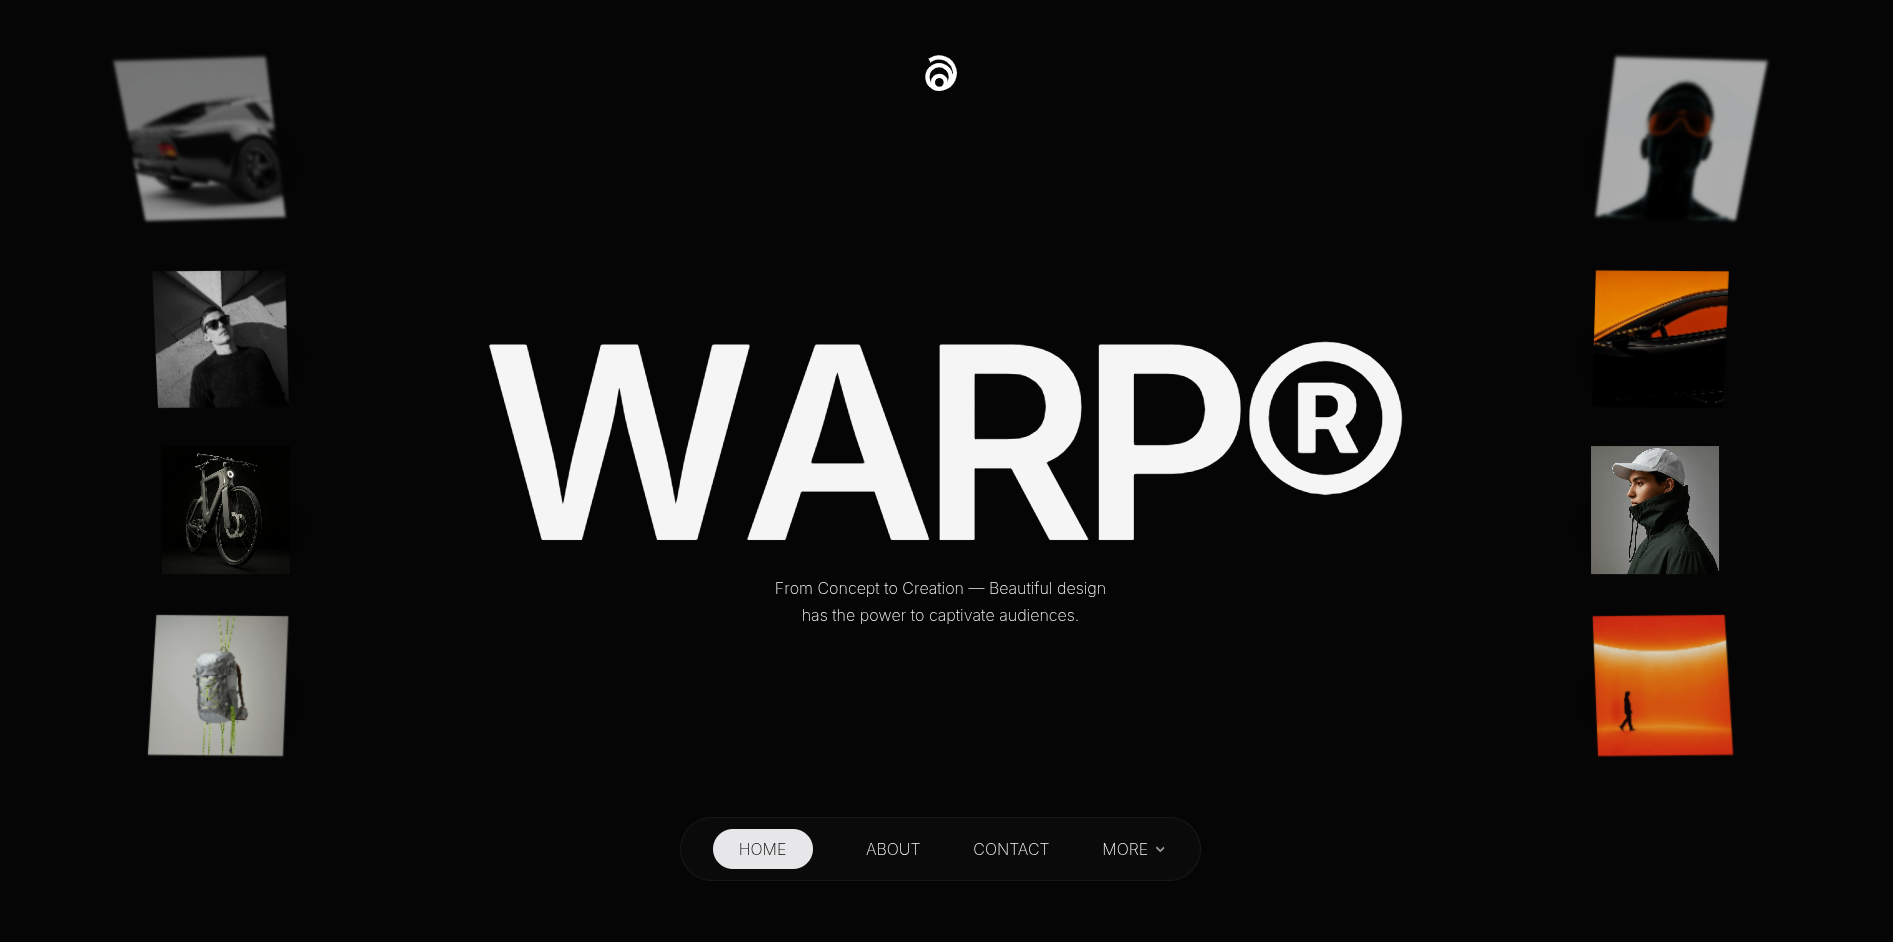 WARP®
From Concept to Creation — Beautiful design
has the power to captivate audiences.
HOME ABOUT CONTACT MORE